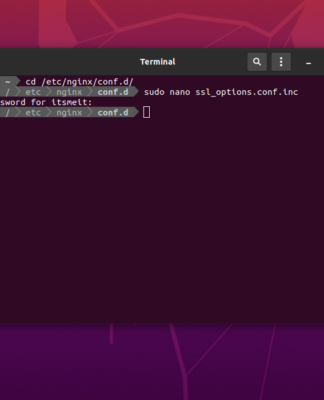 Terminal
~ cd /etc/nginx/conf.d/
/ etc nginx conf.d sudo nano ssl_options.conf.inc
sword for itsmeit:
/ etc nginx conf.d